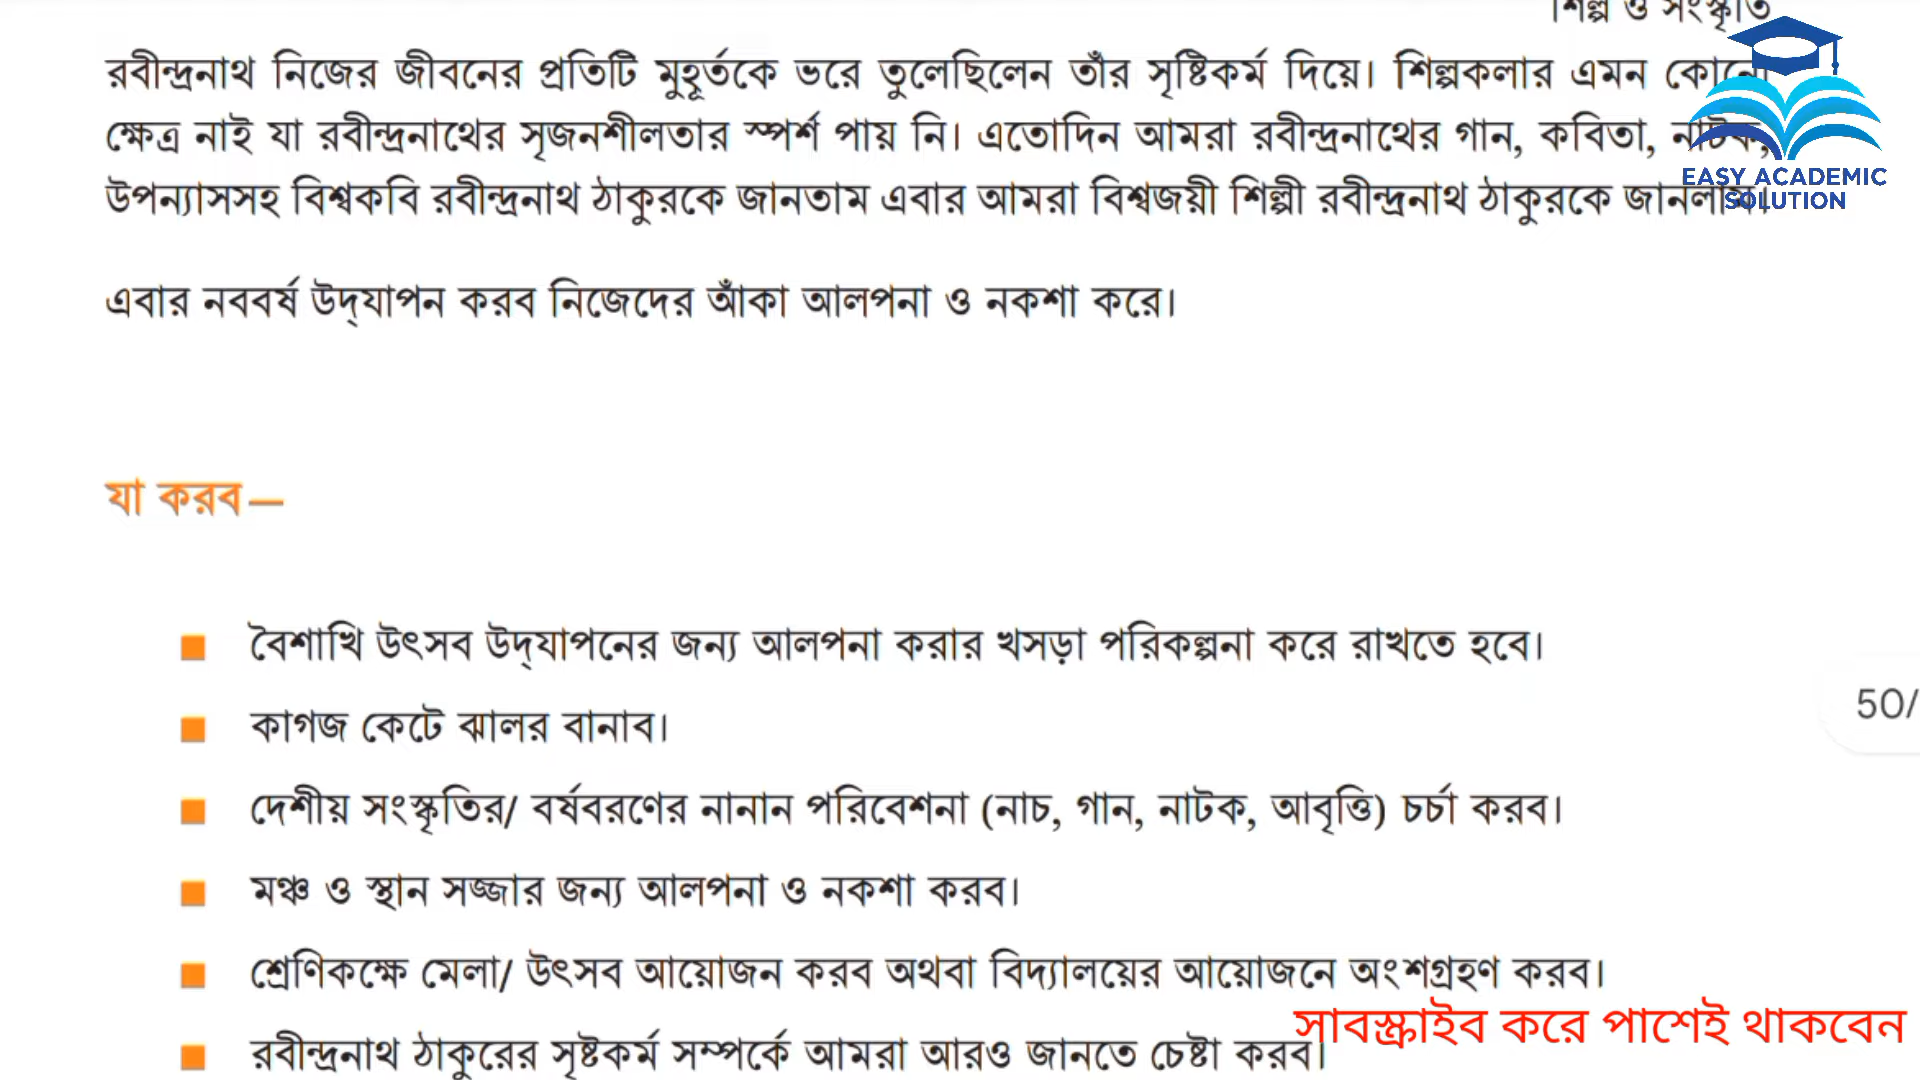 শিল্প ও সংস্কৃতি
রবীন্দ্রনাথ নিজের জীবনের প্রতিটি মুহূর্তকে ভরে তুলেছিলেন তাঁর সৃষ্টিকর্ম দিয়ে। শিল্পকলার এমন কোনো
ক্ষেত্র নাই যা রবীন্দ্রনাথের সৃজনশীলতার স্পর্শ পায় নি। এতোদিন আমরা রবীন্দ্রনাথের গান, কবিতা, নাটক,
উপন্যাসসহ বিশ্বকবি রবীন্দ্রনাথ ঠাকুরকে জানতাম এবার আমরা বিশ্বজয়ী শিল্পী রবীন্দ্রনাথ ঠাকুরকে জানলাম।
EASY ACADEMIC
SOLUTION
এবার নববর্ষ উদ্‌যাপন করব নিজেদের আঁকা আলপনা ও নকশা করে।
যা করব—
বৈশাখি উৎসব উদ্‌যাপনের জন্য আলপনা করার খসড়া পরিকল্পনা করে রাখতে হবে।
50/
কাগজ কেটে ঝালর বানাব।
দেশীয় সংস্কৃতির/ বর্ষবরণের নানান পরিবেশনা (নাচ, গান, নাটক, আবৃত্তি) চর্চা করব।
মঞ্চ ও স্থান সজ্জার জন্য আলপনা ও নকশা করব।
শ্রেণিকক্ষে মেলা/ উৎসব আয়োজন করব অথবা বিদ্যালয়ের আয়োজনে অংশগ্রহণ করব।
সাবস্ক্রাইব করে পাশেই থাকবেন
রবীন্দ্রনাথ ঠাকুরের সৃষ্টকর্ম সম্পর্কে আমরা আরও জানতে চেষ্টা করব।